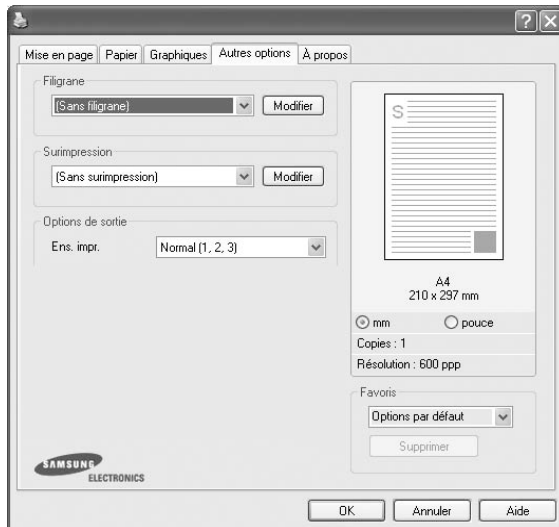 Mise en page
Papier
Graphiques
Autres options
À propos
Filigrane
(Sans filigrane)
Modifier
Surimpression
(Sans surimpression)
Modifier
Options de sortie
Ens. impr.
Normal (1, 2, 3)
S
A4
210 x 297 mm
mm
pouce
Copies : 1
Résolution : 600 ppp
Favoris
Options par défaut
Supprimer
SAMSUNG
ELECTRONICS
OK
Annuler
Aide